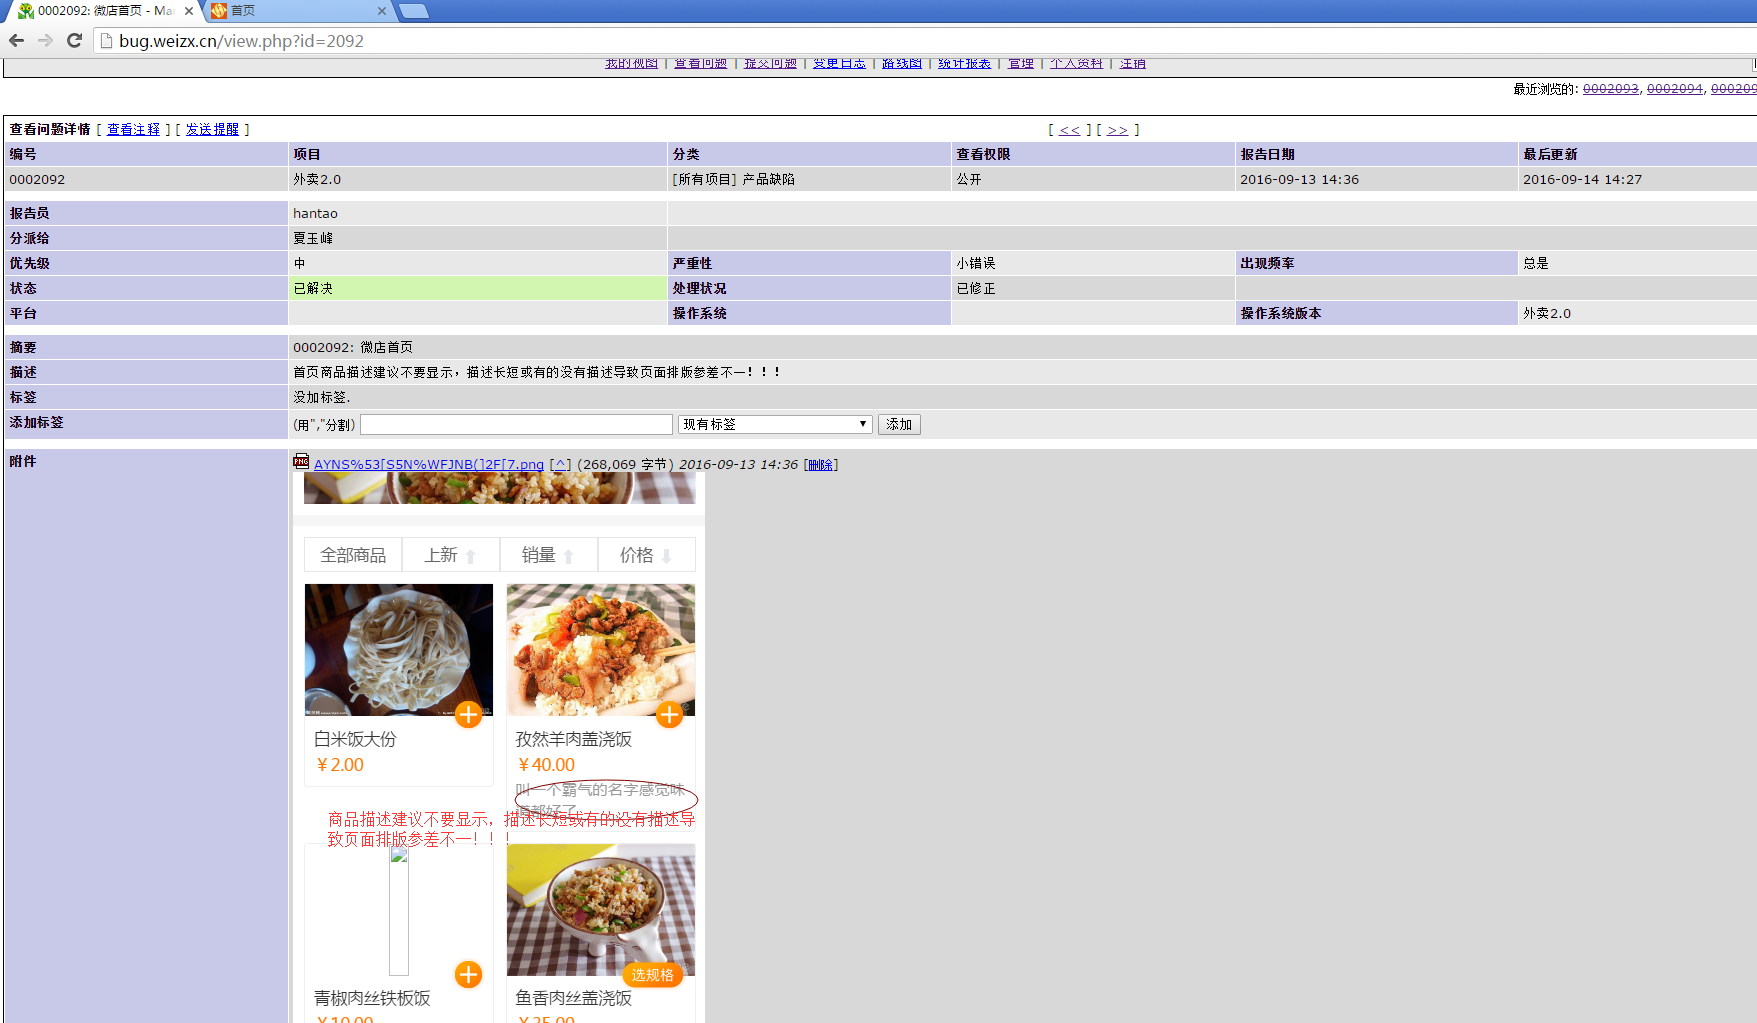 0002092: 微店首页 - Ma
首页
bug.weizx.cn/view.php?id=2092
我的视图 | 查看问题 | 提交问题 | 变更日志 | 路线图 | 统计报表 | 管理 | 个人资料 | 注销
最近浏览的: 0002093, 0002094, 000209
查看问题详情 [ 查看注释 ] [ 发送提醒 ] [ << ] [ >> ]
编号 项目 分类 查看权限 报告日期 最后更新
0002092 外卖2.0 [所有项目] 产品缺陷 公开 2016-09-13 14:36 2016-09-14 14:27
报告员 hantao
分派给 夏玉峰
优先级 中 严重性 小错误 出现频率 总是
状态 已解决 处理状况 已修正
平台 操作系统 操作系统版本 外卖2.0
摘要 0002092: 微店首页
描述 首页商品描述建议不要显示，描述长短或有的没有描述导致页面排版参差不一！！！
标签 没加标签.
添加标签 (用","分割) 现有标签 添加
附件 AYNS%53[S5N%WFJNB(]2F[7.png [^] (268,069 字节) 2016-09-13 14:36 [删除]
全部商品 上新 销量 价格
白米饭大份 孜然羊肉盖浇饭
￥2.00 ￥40.00
叫一个霸气的名字感觉味
道都好了
商品描述建议不要显示，描述长短或有的没有描述导
致页面排版参差不一！！！
选规格
青椒肉丝铁板饭 鱼香肉丝盖浇饭
￥10.00 ￥35.00